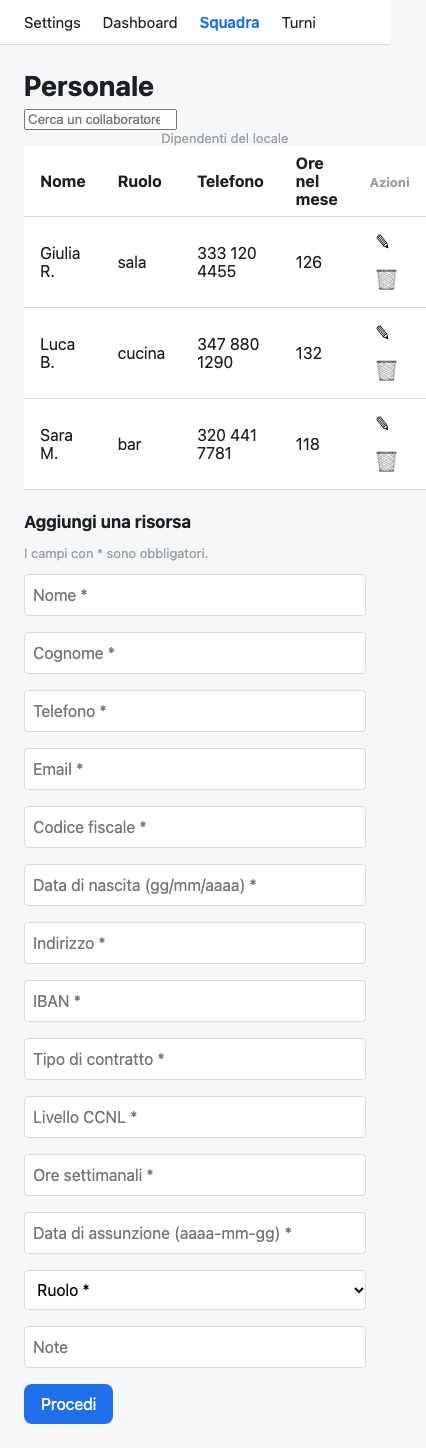 Settings Dashboard Squadra Turni
Personale
Cerca un collaboratore
Dipendenti del locale
Nome Ruolo Telefono Ore nel mese Azioni
Giulia R. sala 333 120 4455 126
Luca B. cucina 347 880 1290 132
Sara M. bar 320 441 7781 118
Aggiungi una risorsa
I campi con * sono obbligatori.
Nome *
Cognome *
Telefono *
Email *
Codice fiscale *
Data di nascita (gg/mm/aaaa) *
Indirizzo *
IBAN *
Tipo di contratto *
Livello CCNL *
Ore settimanali *
Data di assunzione (aaaa-mm-gg) *
Ruolo *
Note
Procedi